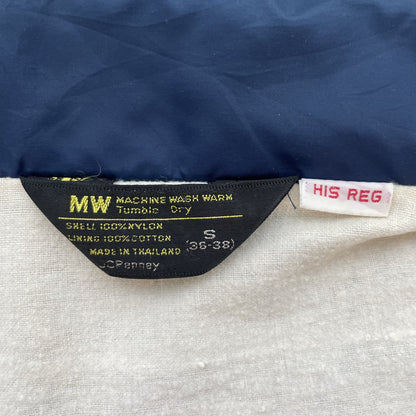 MW MACHINE WASH WARM
Tumble Dry
SHELL 100% NYLON
LINING 100% COTTON
MADE IN THAILAND
S
(36-38)
JCPenney
HIS REG